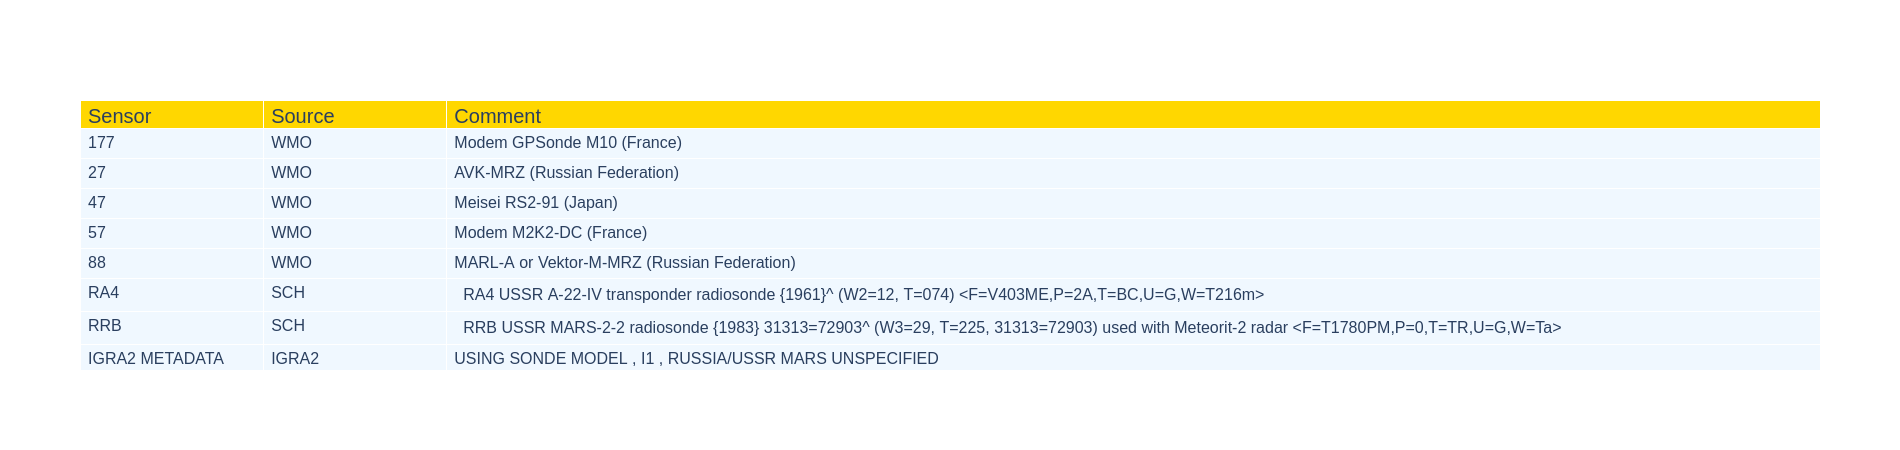 Sensor Source Comment
177 WMO Modem GPSonde M10 (France)
27 WMO AVK-MRZ (Russian Federation)
47 WMO Meisei RS2-91 (Japan)
57 WMO Modem M2K2-DC (France)
88 WMO MARL-A or Vektor-M-MRZ (Russian Federation)
RA4 SCH RA4 USSR A-22-IV transponder radiosonde {1961}^ (W2=12, T=074) <F=V403ME,P=2A,T=BC,U=G,W=T216m>
RRB SCH RRB USSR MARS-2-2 radiosonde {1983} 31313=72903^ (W3=29, T=225, 31313=72903) used with Meteorit-2 radar <F=T1780PM,P=0,T=TR,U=G,W=Ta>
IGRA2 METADATA IGRA2 USING SONDE MODEL , I1 , RUSSIA/USSR MARS UNSPECIFIED